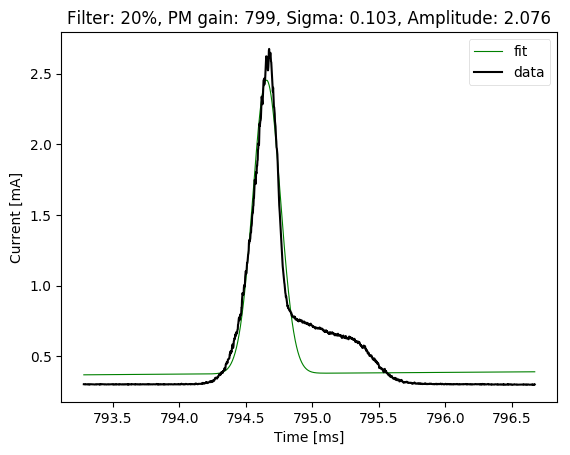 Filter: 20%, PM gain: 799, Sigma: 0.103, Amplitude: 2.076
fit
data
2.5
2.0
1.5
1.0
0.5
Current [mA]
793.5 794.0 794.5 795.0 795.5 796.0 796.5
Time [ms]